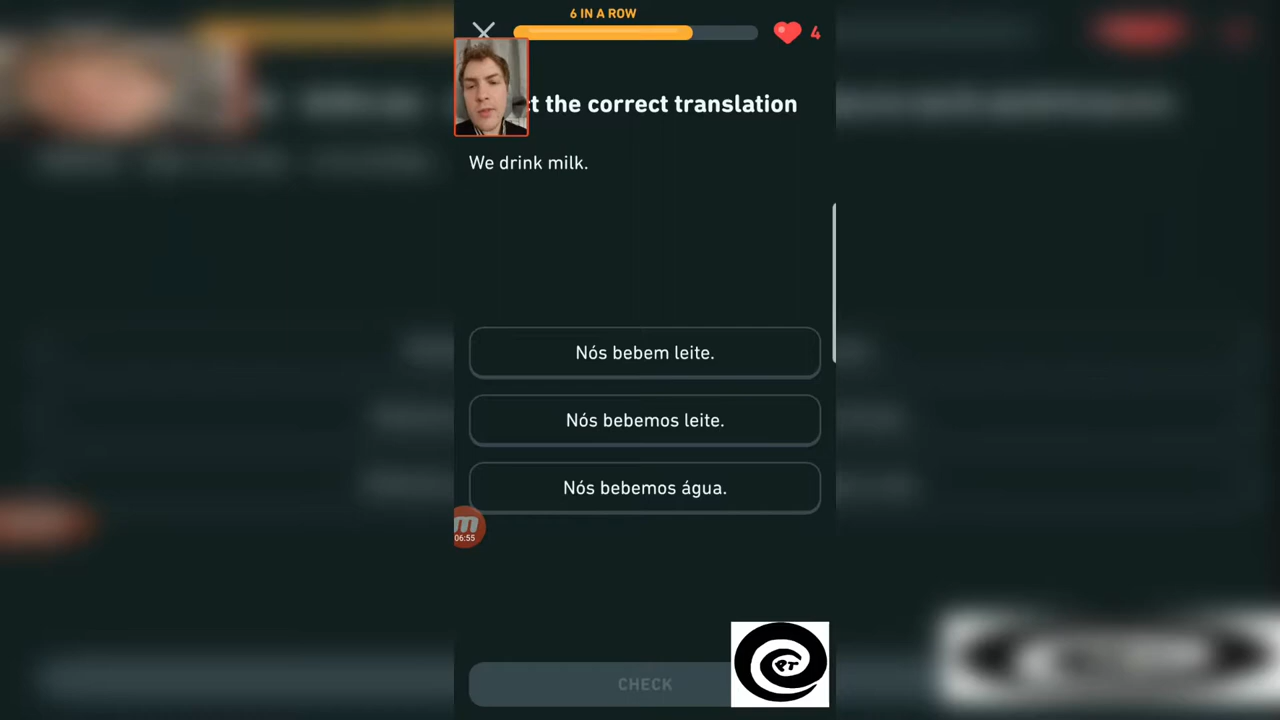 6 IN A ROW
4
t the correct translation
We drink milk.
Nós bebem leite.
Nós bebemos leite.
Nós bebemos água.
06:55
CHECK
PT